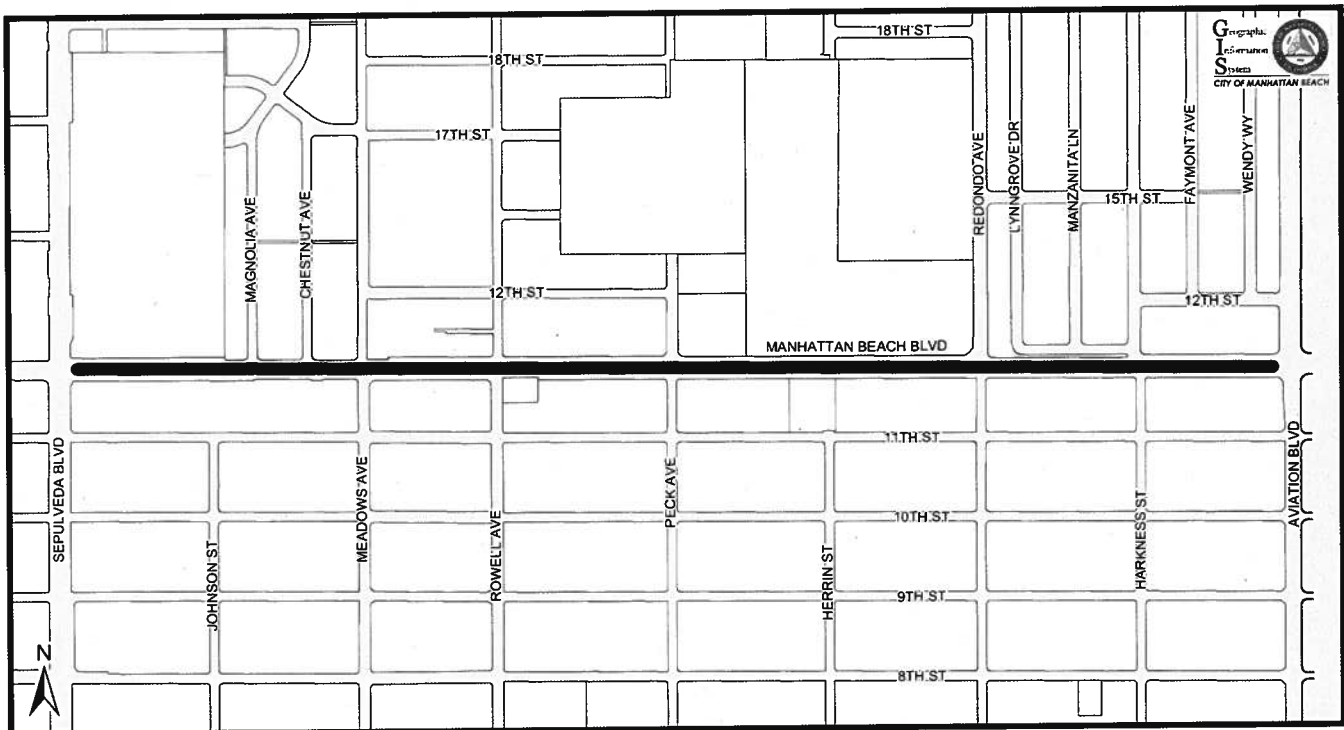 18TH ST
Geographic
Information
System
CITY OF MANHATTAN BEACH
18TH ST
17TH ST
MAGNOLIA AVE
CHESTNUT AVE
REDONDO AVE
LYNNGROVE DR
MANZANITA LN
15TH ST
FAYMONT AVE
WENDY WY
12TH ST
12TH ST
MANHATTAN BEACH BLVD
11TH ST
SEPULVEDA BLVD
JOHNSON ST
MEADOWS AVE
ROWELL AVE
PECK AVE
10TH ST
HERRIN ST
HARKNESS ST
AVIATION BLVD
9TH ST
8TH ST
N